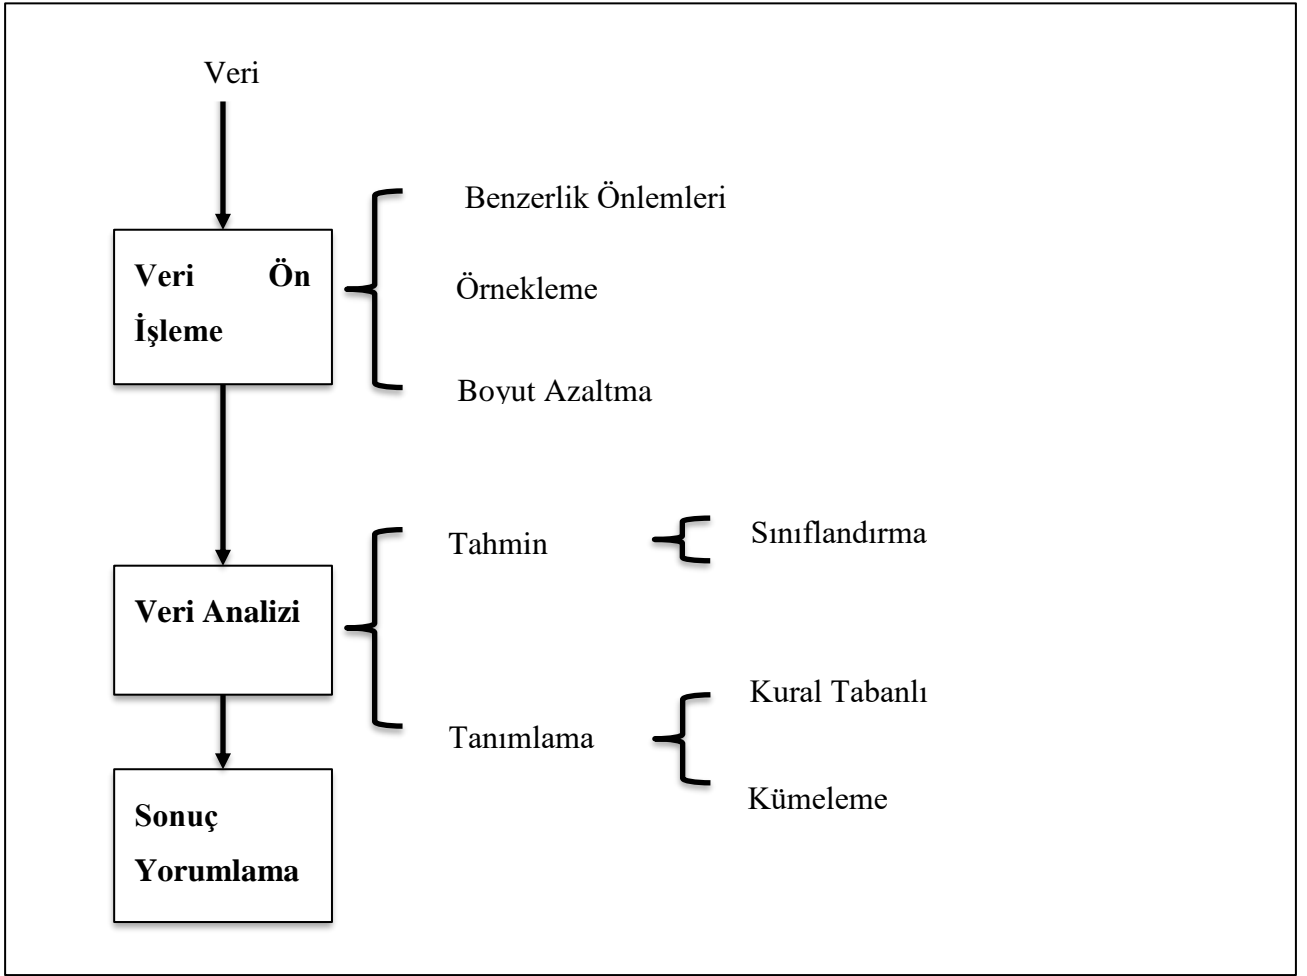 Veri
Veri Ön
İşleme
Benzerlik Önlemleri
Örnekleme
Boyut Azaltma
Veri Analizi
Tahmin
Sınıflandırma
Tanımlama
Kural Tabanlı
Kümeleme
Sonuç
Yorumlama